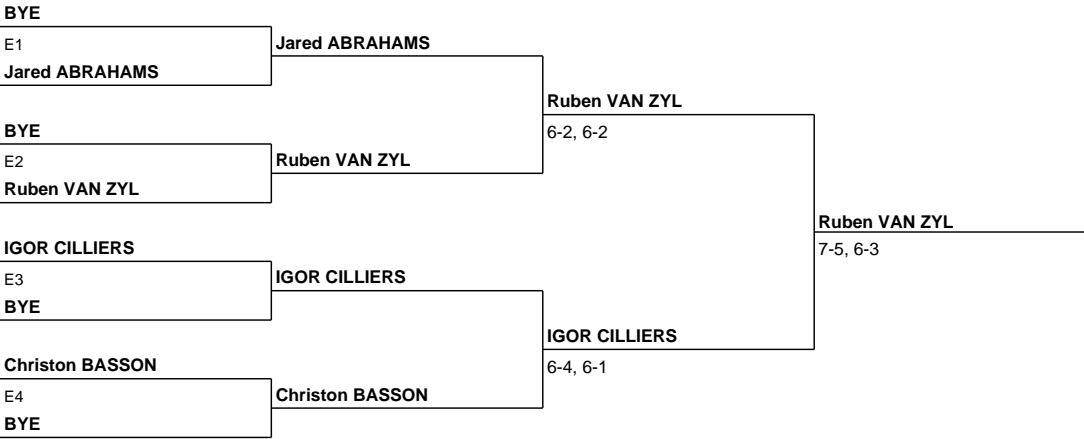 BYE
E1
Jared ABRAHAMS
Jared ABRAHAMS
BYE
E2
Ruben VAN ZYL
Ruben VAN ZYL
Ruben VAN ZYL
6-2, 6-2
IGOR CILLIERS
E3
BYE
IGOR CILLIERS
Christon BASSON
E4
BYE
Christon BASSON
IGOR CILLIERS
6-4, 6-1
Ruben VAN ZYL
7-5, 6-3